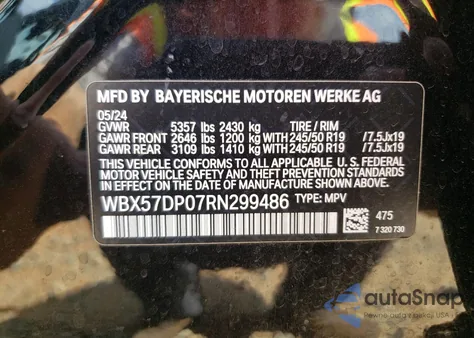 MFD BY BAYERISCHE MOTOREN WERKE AG
05/24
GVWR 5357 lbs 2430 kg TIRE / RIM
GAWR FRONT 2646 lbs 1200 kg WITH 245/50 R19 /7.5Jx19
GAWR REAR 3109 lbs 1410 kg WITH 245/50 R19 /7.5Jx19
THIS VEHICLE CONFORMS TO ALL APPLICABLE U. S. FEDERAL
MOTOR VEHICLE SAFETY AND THEFT PREVENTION STANDARDS
IN EFFECT ON THE DATE OF MANUFACTURE SHOWN ABOVE.
WBX57DP07RN299486 TYPE: MPV
475
7 320 730
autoSnap